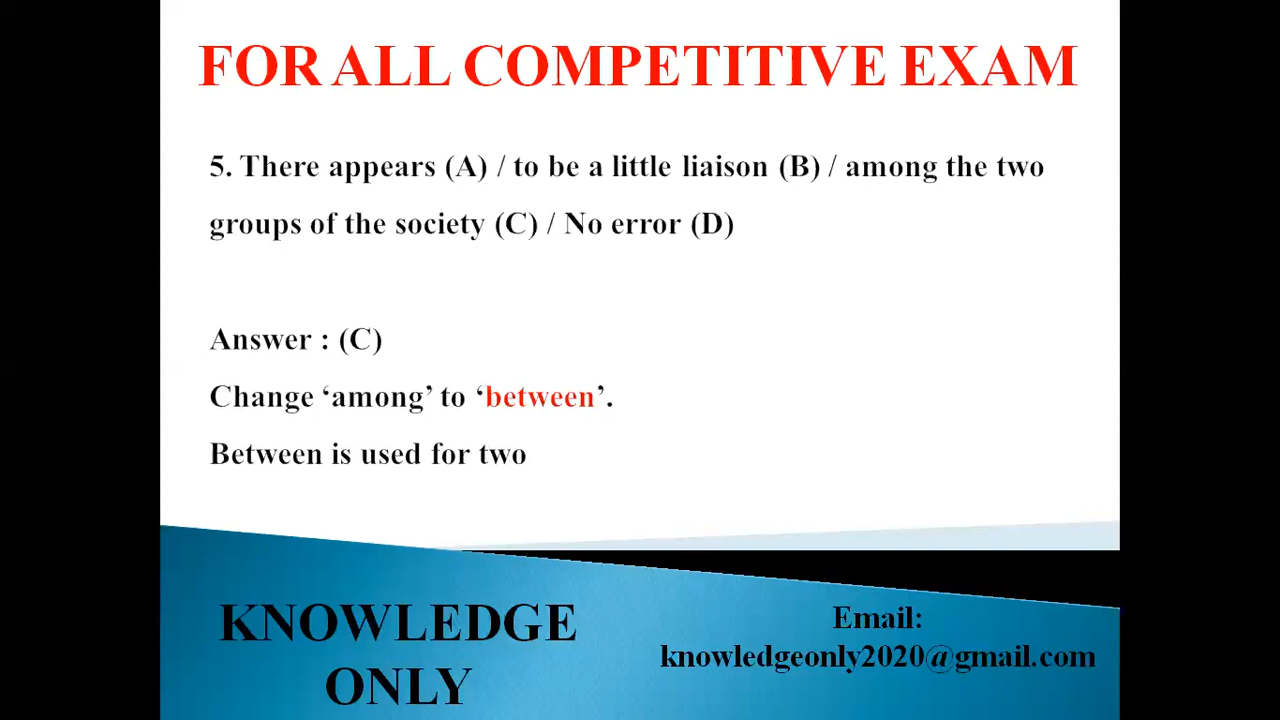 FOR ALL COMPETITIVE EXAM
5. There appears (A) / to be a little liaison (B) / among the two
groups of the society (C) / No error (D)
Answer : (C)
Change ‘among’ to ‘between’.
Between is used for two
KNOWLEDGE
ONLY
Email:
knowledgeonly2020@gmail.com